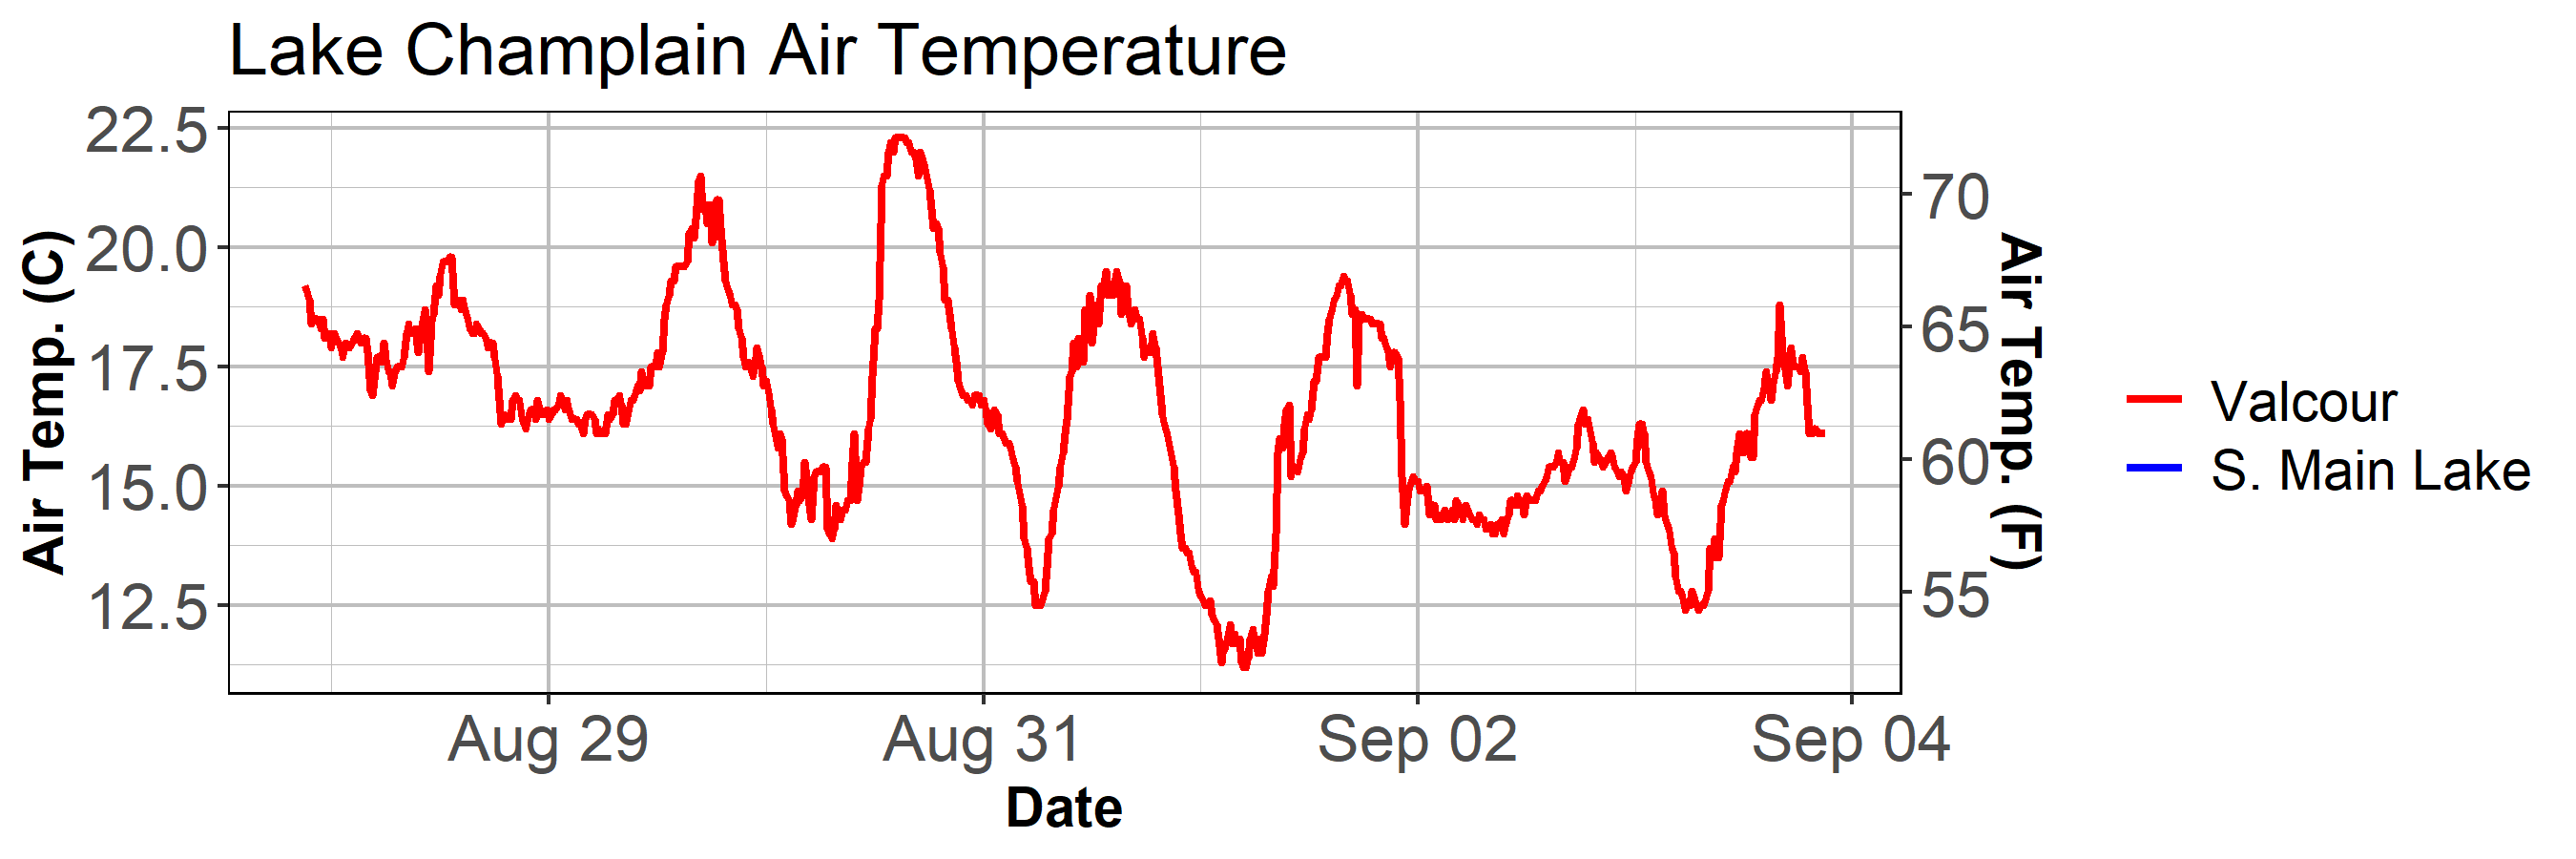 Lake Champlain Air Temperature
22.5
20.0
17.5
15.0
12.5
Air Temp. (C)
70
65
60
55
Air Temp. (F)
Aug 29
Aug 31
Sep 02
Sep 04
Date
Valcour
S. Main Lake